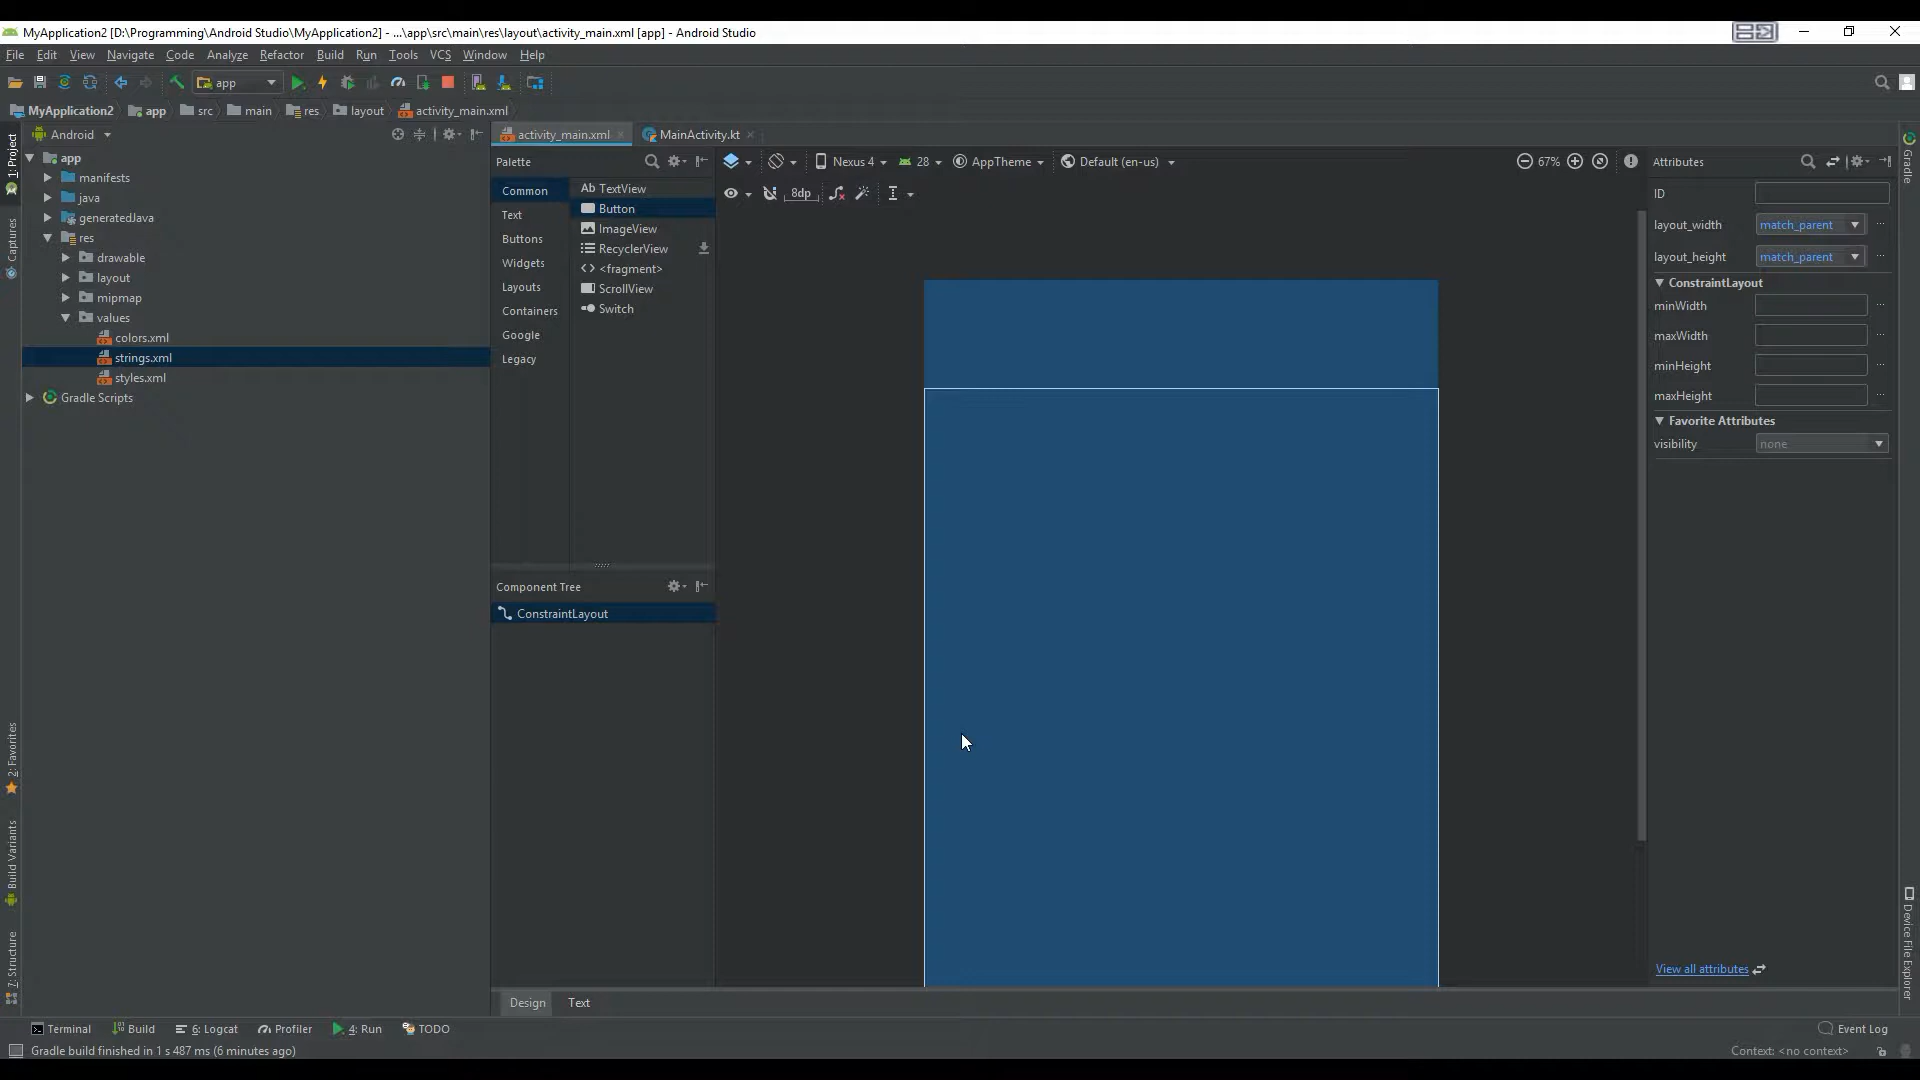 MyApplication2 [D:\Programming\Android Studio\MyApplication2] - ...\app\src\main\res\layout\activity_main.xml [app] - Android Studio
File Edit View Navigate Code Analyze Refactor Build Run Tools VCS Window Help
app
MyApplication2 app src main res layout activity_main.xml
1: Project
Captures
2: Favorites
Build Variants
7: Structure
Android
app
manifests
java
generatedJava
res
drawable
layout
mipmap
values
colors.xml
strings.xml
styles.xml
Gradle Scripts
activity_main.xml MainActivity.kt
Palette
Common
Text
Buttons
Widgets
Layouts
Containers
Google
Legacy
Ab TextView
Button
ImageView
RecyclerView
<fragment>
ScrollView
Switch
Component Tree
ConstraintLayout
Nexus 4 28 AppTheme Default (en-us) 67%
8dp
Attributes
ID
layout_width match_parent
layout_height match_parent
ConstraintLayout
minWidth
maxWidth
minHeight
maxHeight
Favorite Attributes
visibility none
View all attributes
Gradle
Device File Explorer
Design Text
Terminal Build 6: Logcat Profiler 4: Run TODO Event Log
Gradle build finished in 1 s 487 ms (6 minutes ago) Context: <no context>